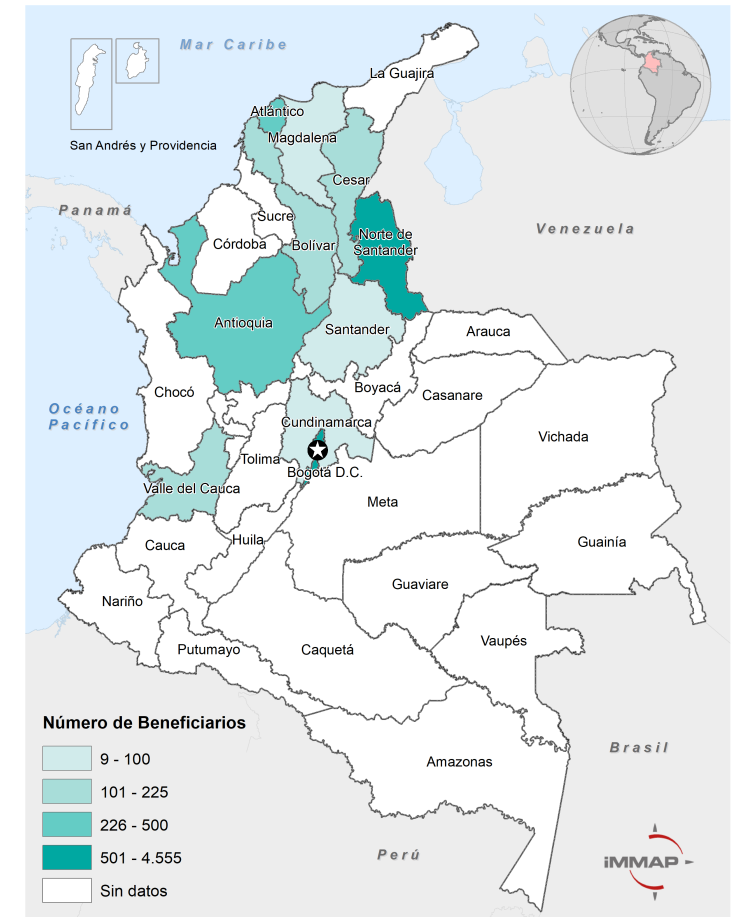 Mar Caribe
La Guajira
Atlántico
Magdalena
San Andrés y Providencia
Cesar
Panamá
Sucre
Venezuela
Córdoba
Bolívar
Norte de
Santander
Antioquia
Santander
Arauca
Chocó
Boyacá
Casanare
Océano
Pacífico
Cundinamarca
Vichada
Tolima
Bogotá D.C.
Valle del Cauca
Meta
Cauca
Huila
Guainía
Guaviare
Nariño
Vaupés
Putumayo
Caquetá
Número de Beneficiarios
Brasil
9 - 100
Amazonas
101 - 225
226 - 500
501 - 4.555
Perú
iMMAP
Sin datos